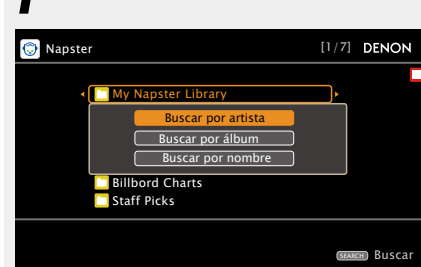 Napster [1/7] DENON
My Napster Library
Buscar por artista
Buscar por álbum
Buscar por nombre
Billbord Charts
Staff Picks
SEARCH Buscar